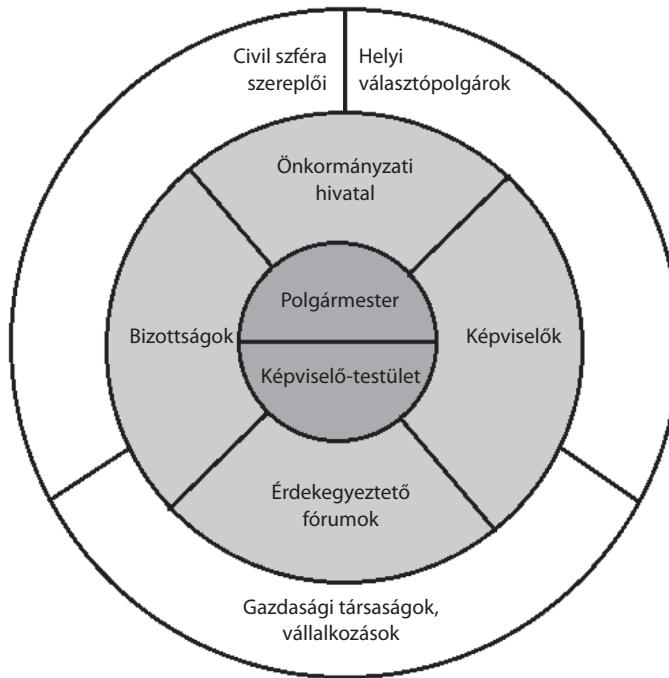 Civil szféra
szereplői
Helyi
választópolgárok
Önkormányzati
hivatal
Polgármester
Bizottságok
Képviselők
Képviselő-testület
Érdekegyeztető
fórumok
Gazdasági társaságok,
vállalkozások